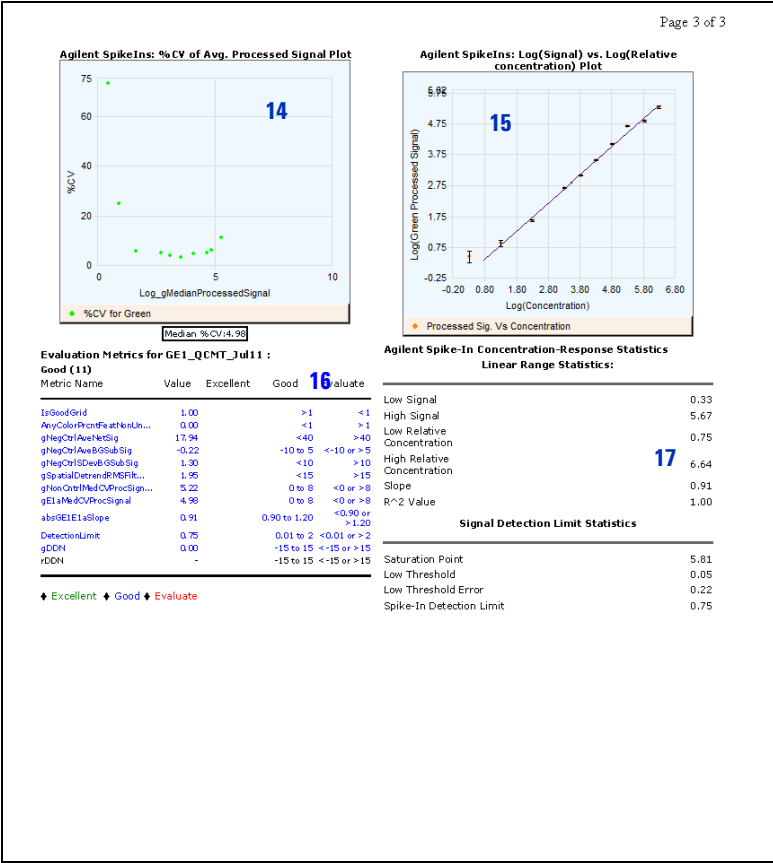 Page 3 of 3
Agilent SpikeIns: %CV of Avg. Processed Signal Plot
75
60
40
20
0
%CV
14
0 5 10
Log_gMedianProcessedSignal
%CV for Green
Median %CV:4.98
Agilent SpikeIns: Log(Signal) vs. Log(Relative
concentration) Plot
5.75
4.75
3.75
2.75
1.75
0.75
-0.25
Log(Green Processed Signal)
15
-0.20 0.80 1.80 2.80 3.80 4.80 5.80 6.80
Log(Concentration)
Processed Sig. Vs Concentration
Evaluation Metrics for GE1_QCMT_Jul11 :
Good (11)
16
Metric Name Value Excellent Good Evaluate
IsGoodGrid 1.00 >1 <1
AnyColorPrcntFeatNonUn... 0.00 <1 >1
gNegCtrlAveNetSig 17.94 <40 >40
gNegCtrlAveBGSubSig -0.22 -10 to 5 <-10 or >5
gNegCtrlSDevBGSubSig 1.30 <10 >10
gSpatialDetrendRMSFilt... 1.95 <15 >15
gNonCntrlMedCVProcSign... 5.22 0 to 8 <0 or >8
gE1aMedCVProcSignal 4.98 0 to 8 <0 or >8
absGE1E1aSlope 0.91 0.90 to 1.20 <0.90 or
>1.20
DetectionLimit 0.75 0.01 to 2 <0.01 or >2
gDDN 0.00 -15 to 15 <-15 or >15
rDDN - -15 to 15 <-15 or >15
♦ Excellent ♦ Good ♦ Evaluate
Agilent Spike-In Concentration-Response Statistics
Linear Range Statistics:
Low Signal 0.33
High Signal 5.67
Low Relative
Concentration 0.75
High Relative
Concentration 6.64
17
Slope 0.91
R^2 Value 1.00
Signal Detection Limit Statistics
Saturation Point 5.81
Low Threshold 0.05
Low Threshold Error 0.22
Spike-In Detection Limit 0.75